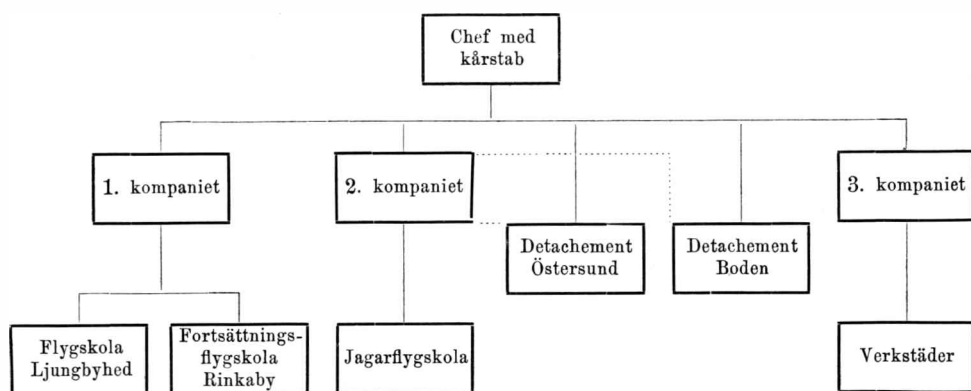 Chef med
kårstab
1. kompaniet
2. kompaniet
3. kompaniet
Detachement
Östersund
Detachement
Boden
Flygskola
Ljungbyhed
Fortsättnings-
flygskola
Rinkaby
Jagarflygskola
Verkstäder